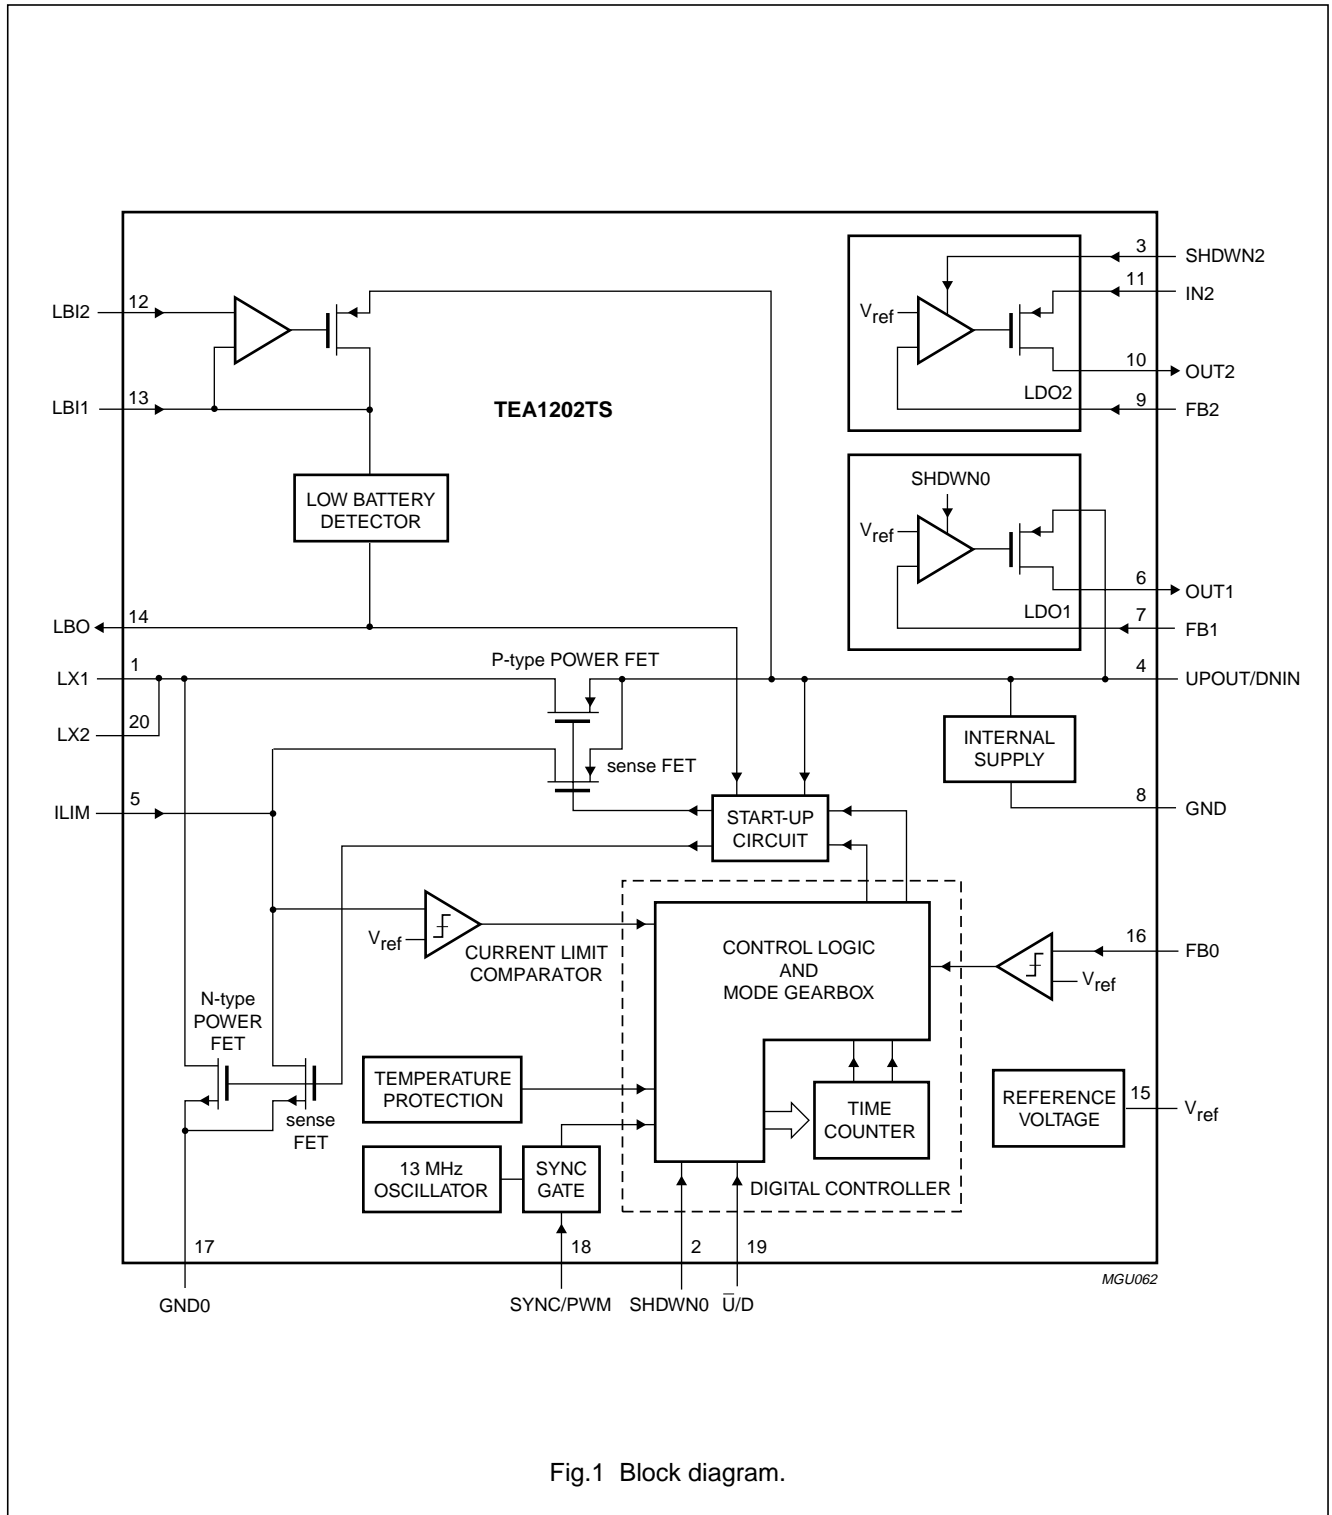 3
SHDWN2
11
IN2
LBI2
12
Vref
10
OUT2
LDO2
9
FB2
LBI1
13
TEA1202TS
SHDWN0
LOW BATTERY
DETECTOR
Vref
6
OUT1
LDO1
7
FB1
LBO
14
P-type POWER FET
LX1
1
4
UPOUT/DNIN
LX2
20
sense FET
INTERNAL
SUPPLY
ILIM
5
8
GND
START-UP
CIRCUIT
Vref
CURRENT LIMIT
COMPARATOR
CONTROL LOGIC
AND
MODE GEARBOX
16
FB0
Vref
N-type
POWER
FET
sense
FET
TEMPERATURE
PROTECTION
TIME
COUNTER
REFERENCE
VOLTAGE
15
Vref
13 MHz
OSCILLATOR
SYNC
GATE
DIGITAL CONTROLLER
17
18
2
19
MGU062
GND0
SYNC/PWM
SHDWN0
U̅/D
Fig.1 Block diagram.